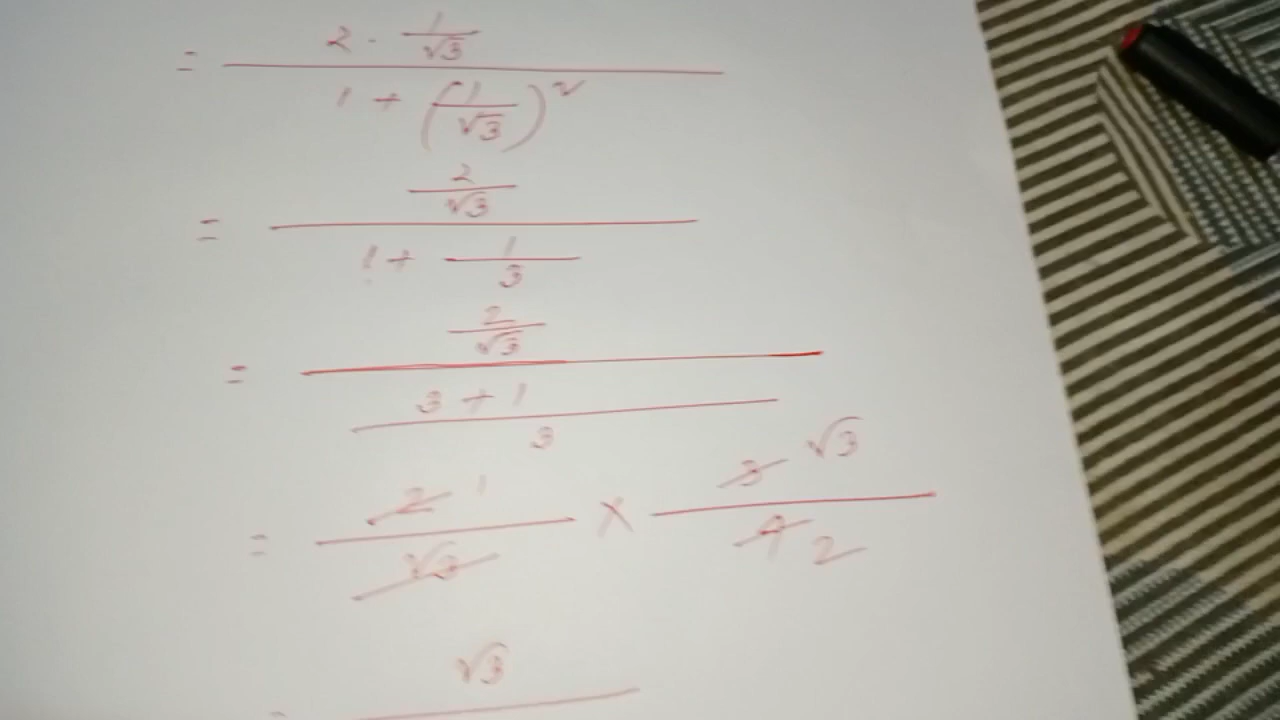 = 2 · 1/√3
1 + (1/√3)²
= 2/√3
1 + 1/3
= 2/√3
3 + 1
3
= 2 1 × 3 √3
√3 4 2
= √3